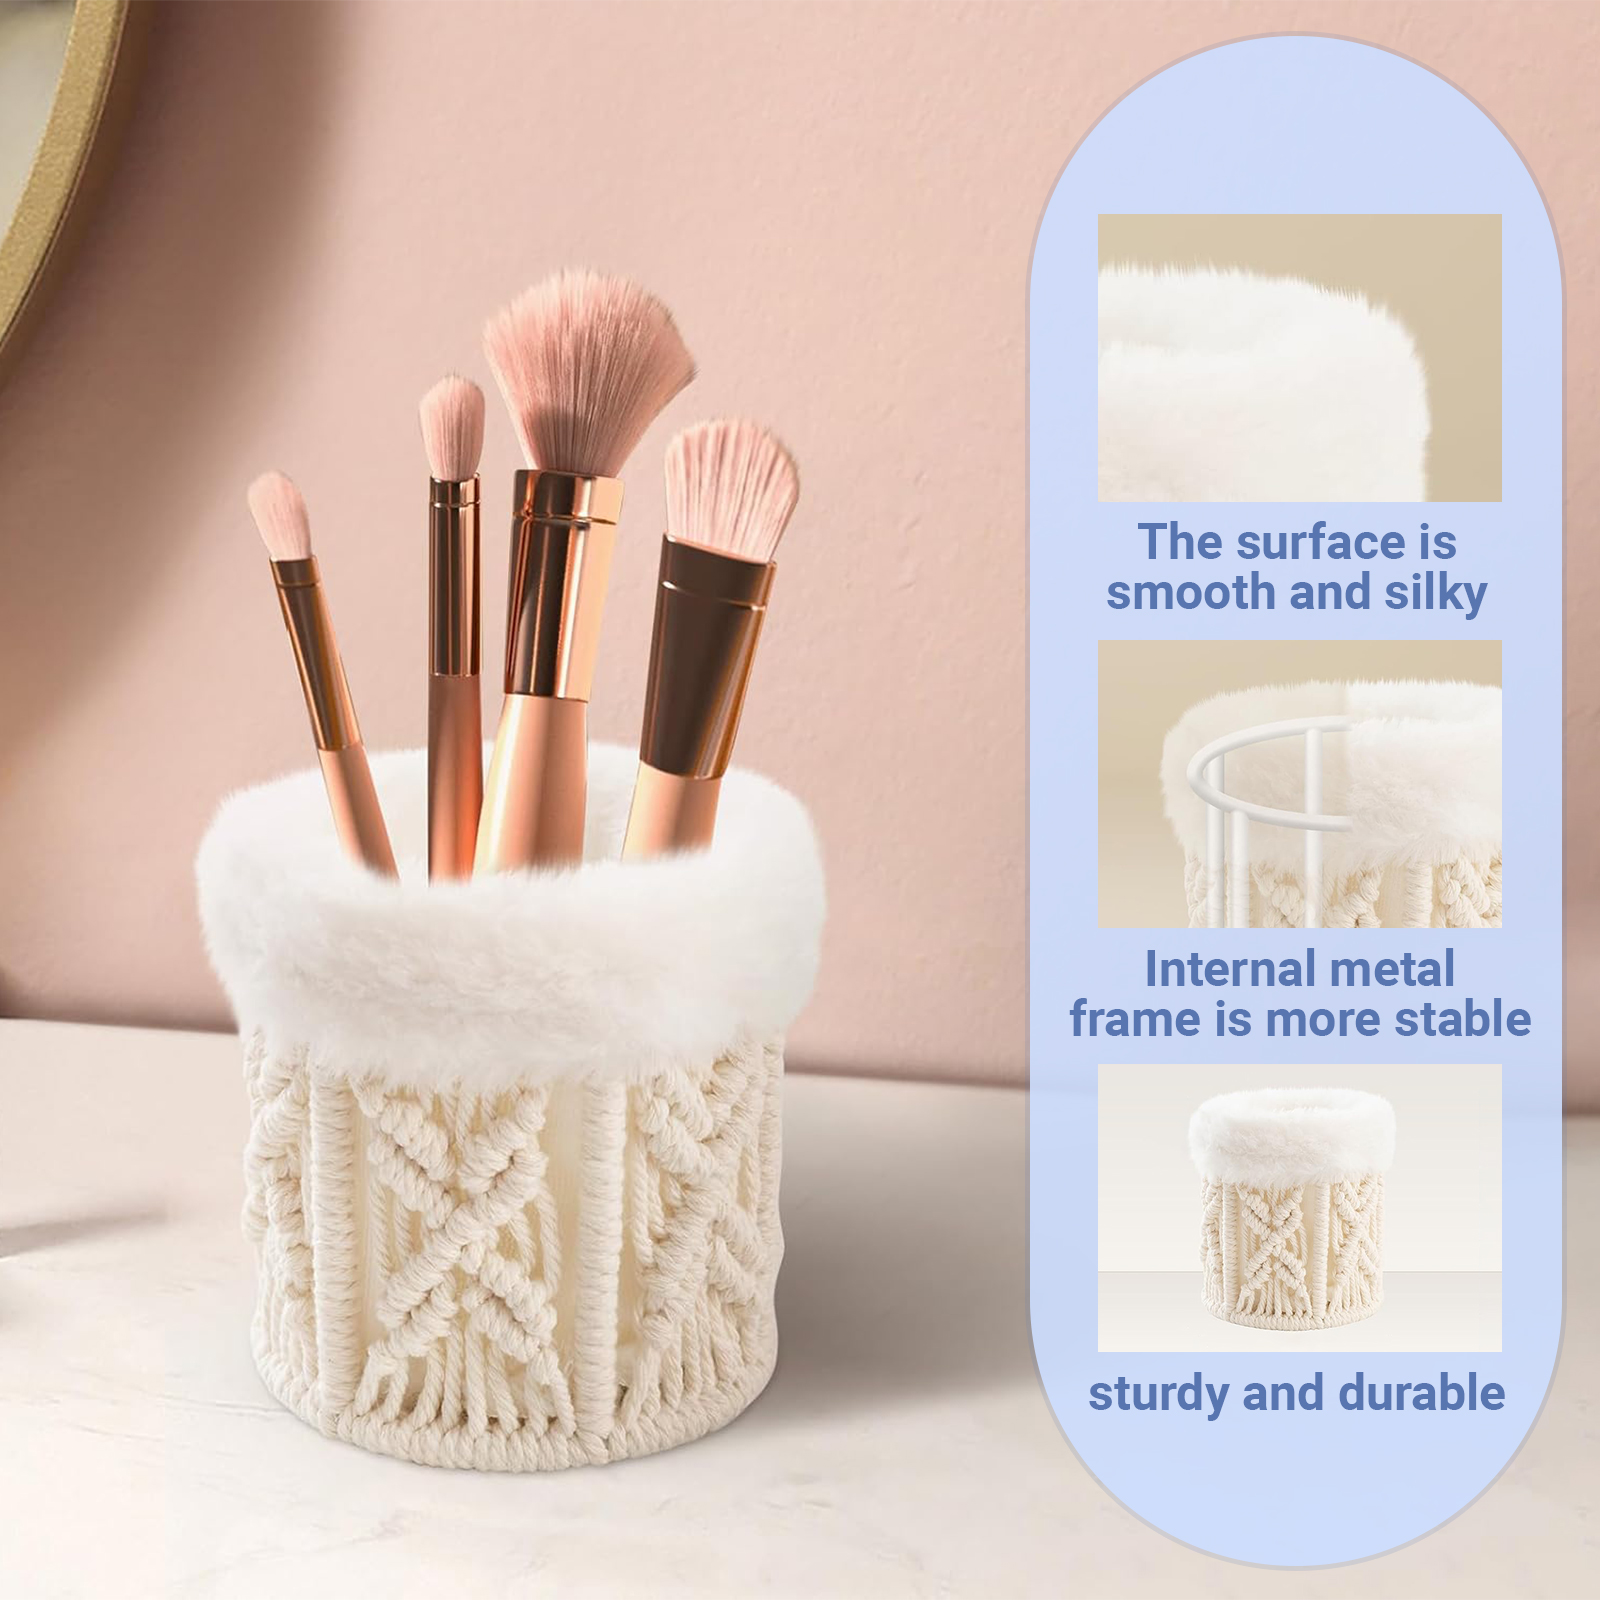 The surface is
smooth and silky
Internal metal
frame is more stable
sturdy and durable